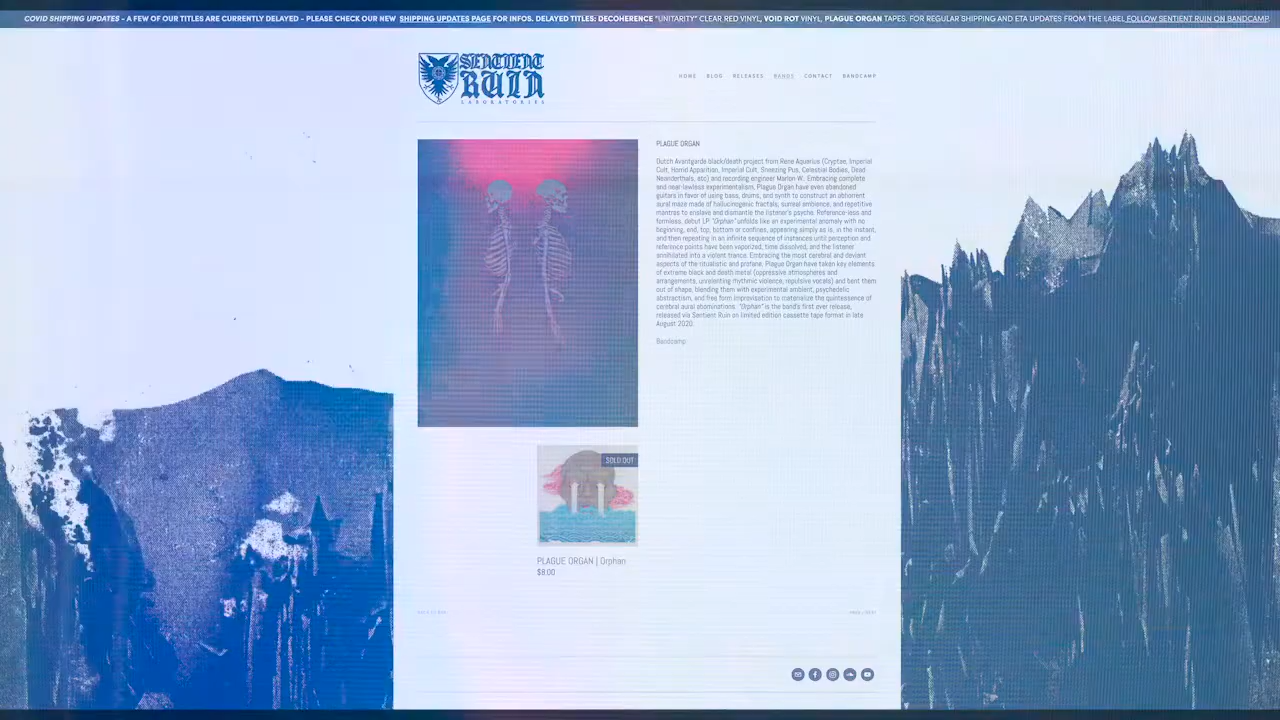 COVID SHIPPING UPDATES - A FEW OF OUR TITLES ARE CURRENTLY DELAYED - PLEASE CHECK OUR NEW SHIPPING UPDATES PAGE FOR INFOS. DELAYED TITLES: DECOHERENCE "UNITARITY" CLEAR RED VINYL, VOID ROT VINYL, PLAGUE ORGAN TAPES. FOR REGULAR SHIPPING AND ETA UPDATES FROM THE LABEL FOLLOW SENTIENT RUIN ON BANDCAMP.
SENTIENT
RUIN
LABORATORIES
HOME BLOG RELEASES BANDS CONTACT BANDCAMP
PLAGUE ORGAN
Dutch Avantgarde black/death project from Rene Aquarius (Cryptae, Imperial
Cult, Horrid Apparition, Imperial Cult, Sneezing Pus, Celestial Bodies, Dead
Neanderthals, etc) and recording engineer Marlon W.. Embracing complete
and near-lawless experimentalism, Plague Organ have even abandoned
guitars in favor of using bass, drums, and synth to construct an abhorrent
aural maze made of hallucinogenic fractals, surreal ambience, and repetitive
mantras to enslave and dismantle the listener's psyche. Reference-less and
formless, debut LP "Orphan" unfolds like an experimental anomaly with no
beginning, end, top, bottom or confines, appearing simply as is, in the instant,
and then repeating in an infinite sequence of instances until perception and
reference points have been vaporized, time dissolved, and the listener
annihilated into a violent trance. Embracing the most cerebral and deviant
aspects of the ritualistic and profane, Plague Organ have taken key elements
of extreme black and death metal (oppressive atmospheres and
arrangements, unrelenting rhythmic violence, repulsive vocals) and bent them
out of shape, blending them with experimental ambient, psychedelic
abstractism, and free form improvisation to materialize the quintessence of
cerebral aural abominations. "Orphan" is the band's first ever release,
released via Sentient Ruin on limited edition cassette tape format in late
August 2020.
Bandcamp
SOLD OUT
PLAGUE ORGAN | Orphan
$8.00